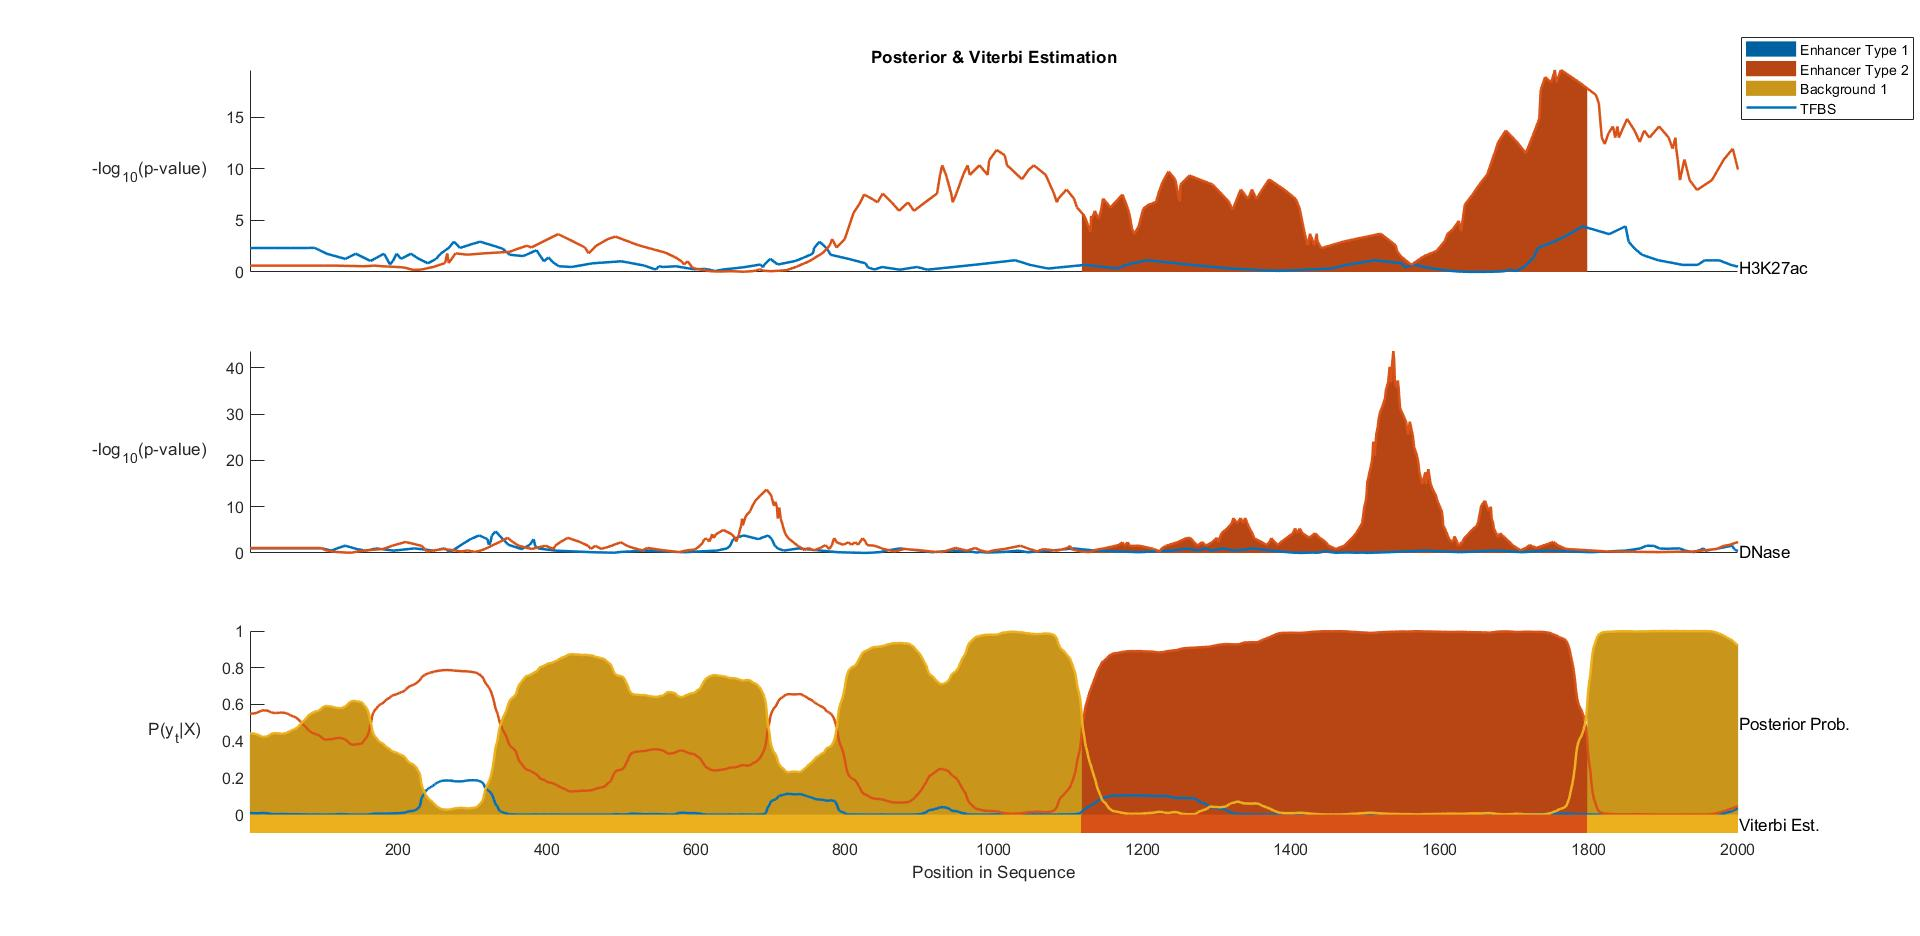 Posterior & Viterbi Estimation
Enhancer Type 1
Enhancer Type 2
Background 1
TFBS
15
10
5
0
-log10(p-value)
H3K27ac
40
30
20
10
0
-log10(p-value)
DNase
1
0.8
0.6
0.4
0.2
0
P(yt|X)
Posterior Prob.
Viterbi Est.
200 400 600 800 1000 1200 1400 1600 1800 2000
Position in Sequence